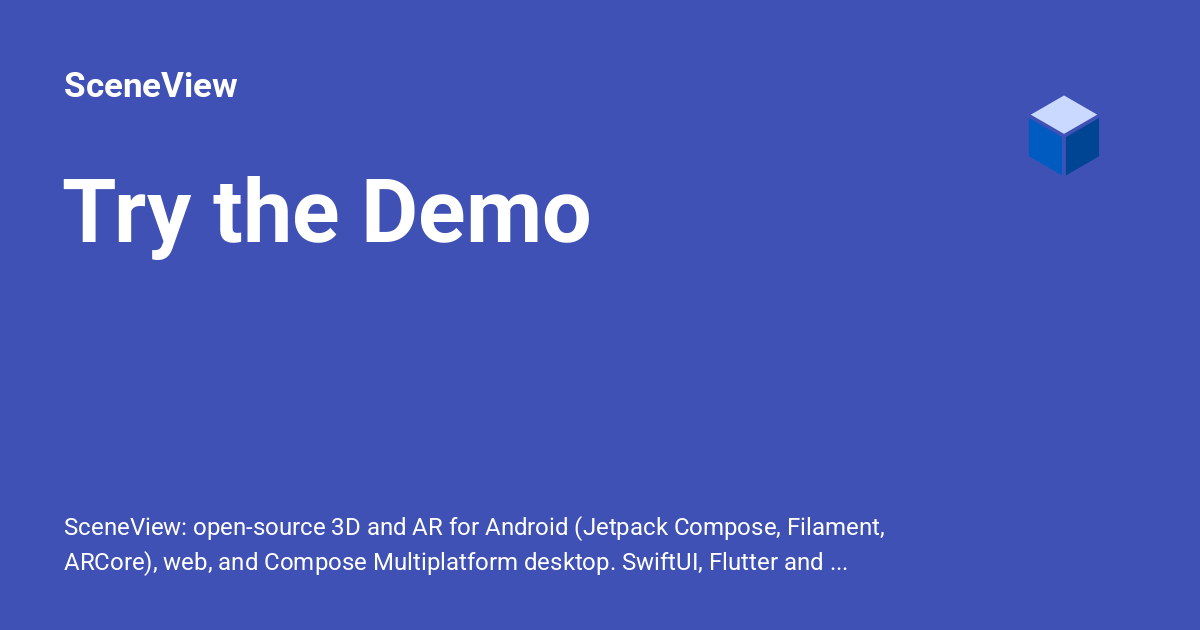 SceneView
Try the Demo
SceneView: open-source 3D and AR for Android (Jetpack Compose, Filament,
ARCore), web, and Compose Multiplatform desktop. SwiftUI, Flutter and ...